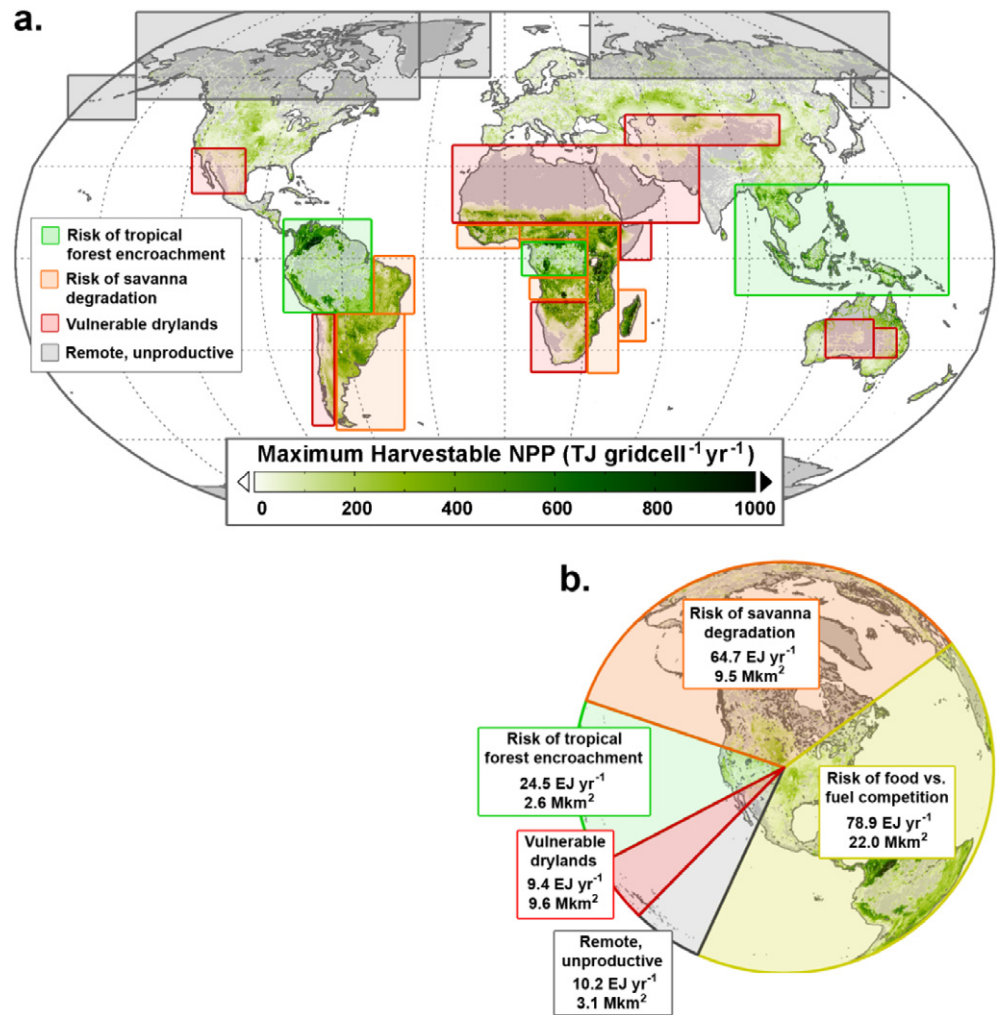 a.
Risk of tropical
forest encroachment
Risk of savanna
degradation
Vulnerable drylands
Remote, unproductive
Maximum Harvestable NPP (TJ gridcell⁻¹ yr⁻¹)
0 200 400 600 800 1000
b.
Risk of savanna
degradation
64.7 EJ yr⁻¹
9.5 Mkm²
Risk of tropical
forest encroachment
24.5 EJ yr⁻¹
2.6 Mkm²
Risk of food vs.
fuel competition
78.9 EJ yr⁻¹
22.0 Mkm²
Vulnerable
drylands
9.4 EJ yr⁻¹
9.6 Mkm²
Remote,
unproductive
10.2 EJ yr⁻¹
3.1 Mkm²